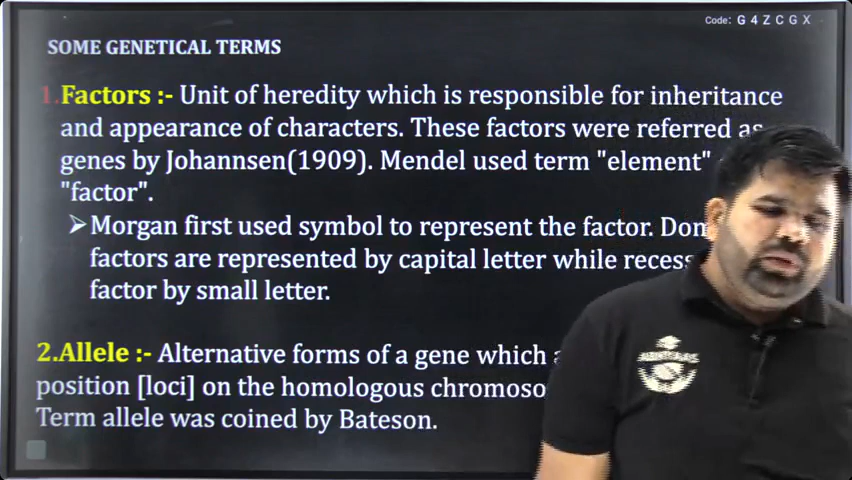 Code: G 4 Z C G X
SOME GENETICAL TERMS
1.Factors :- Unit of heredity which is responsible for inheritance
and appearance of characters. These factors were referred as
genes by Johannsen(1909). Mendel used term "element"
"factor".
➢Morgan first used symbol to represent the factor. Dom
factors are represented by capital letter while recess
factor by small letter.
2.Allele :- Alternative forms of a gene which a
position [loci] on the homologous chromoso
Term allele was coined by Bateson.